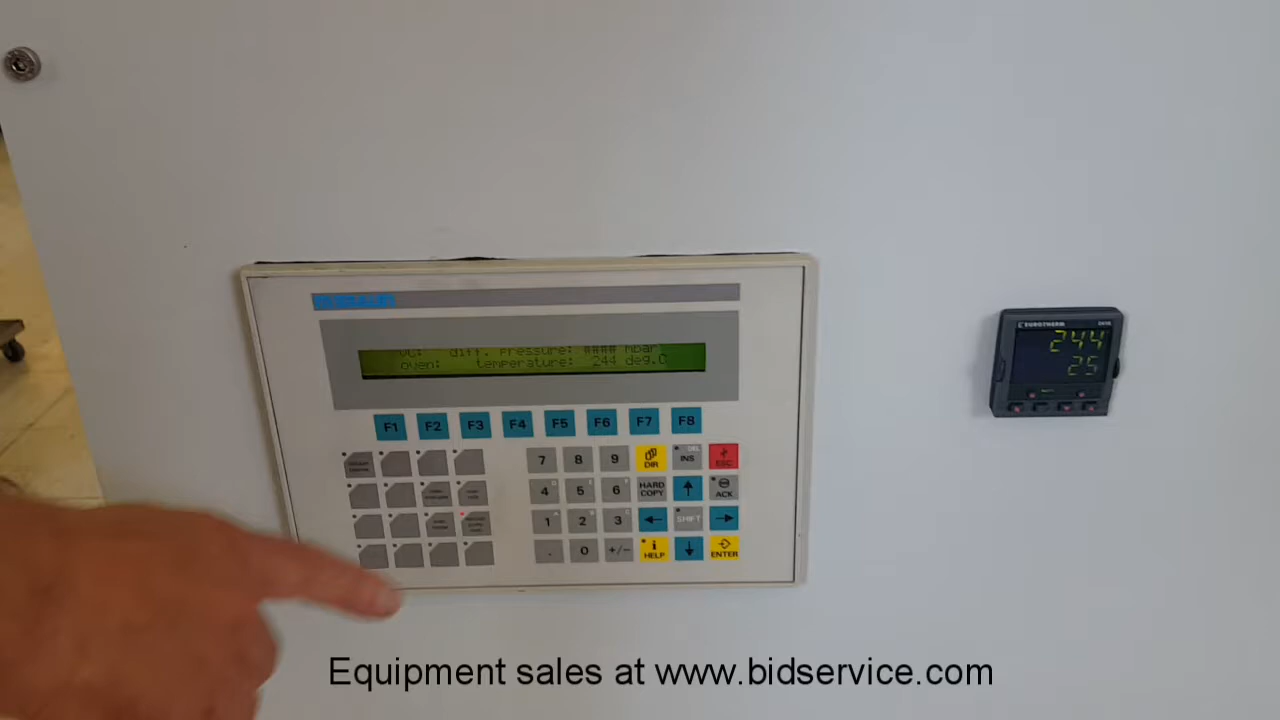 VC: diff. Pressure: #### mbar
oven: temperature: 244 deg.C
EUROTHERM
244
25
F1 F2 F3 F4 F5 F6 F7 F8
7 8 9 DIR INS DEL ESC
4 5 6 HARD COPY ACK
1 2 3 SHIFT
. 0 +/- HELP ENTER
Equipment sales at www.bidservice.com